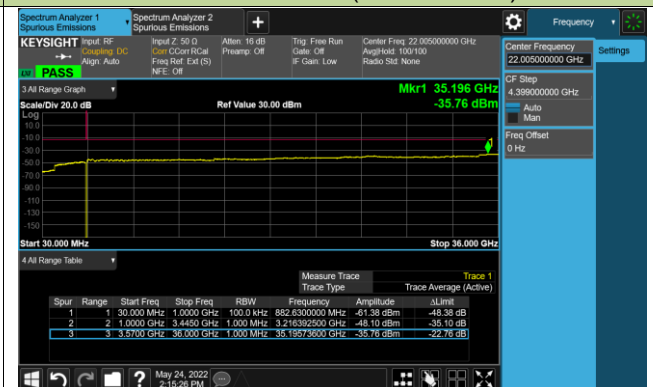 Spectrum Analyzer 1
Spurious Emissions
Spectrum Analyzer 2
Spurious Emissions
+
Frequency
KEYSIGHT
Input: RF
Coupling: DC
Align: Auto
Input Z: 50 Ω
Corr CCorr RCal
Freq Ref: Ext (S)
NFE: Off
Atten: 16 dB
Preamp: Off
Trig: Free Run
Gate: Off
IF Gain: Low
Center Freq: 22.005000000 GHz
Avg|Hold: 100/100
Radio Std: None
PASS
Center Frequency
22.005000000 GHz
Settings
CF Step
4.399000000 GHz
Auto
Man
Freq Offset
0 Hz
3 All Range Graph
Scale/Div 20.0 dB
Ref Value 30.00 dBm
Mkr1 35.196 GHz
-35.76 dBm
Log
10.0
-10.0
-30.0
-50.0
-70.0
-90.0
-110
-130
-150
Start 30.000 MHz
Stop 36.000 GHz
4 All Range Table
Measure Trace Trace 1
Trace Type Trace Average (Active)
Spur Range Start Freq Stop Freq RBW Frequency Amplitude ΔLimit
1 1 30.000 MHz 1.0000 GHz 100.0 kHz 882.6300000 MHz -61.38 dBm -48.38 dB
2 2 1.0000 GHz 3.4450 GHz 1.000 MHz 3.216392500 GHz -48.10 dBm -35.10 dB
3 3 3.5700 GHz 36.000 GHz 1.000 MHz 35.19573600 GHz -35.76 dBm -22.76 dB
?
May 24, 2022
2:15:26 PM